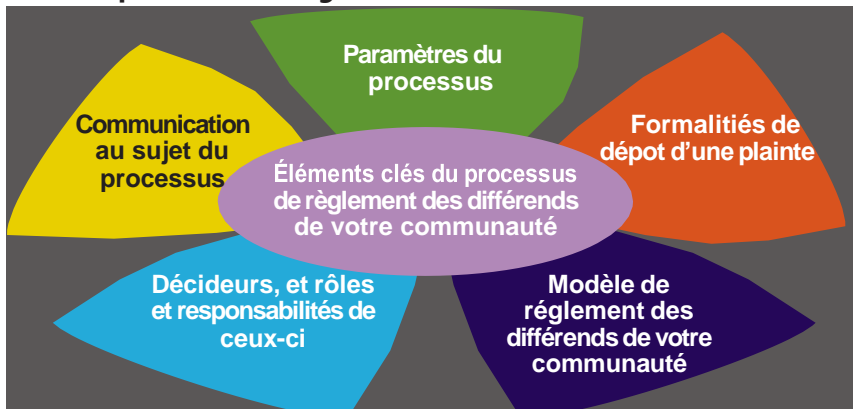 Paramètres du
processus
Communication
au sujet du
processus
Formalitiés de
dépot d'une plainte
Éléments clés du processus
de règlement des différends
de votre communauté
Décideurs, et rôles
et responsabilités de
ceux-ci
Modèle de
réglement des
différends de votre
communauté